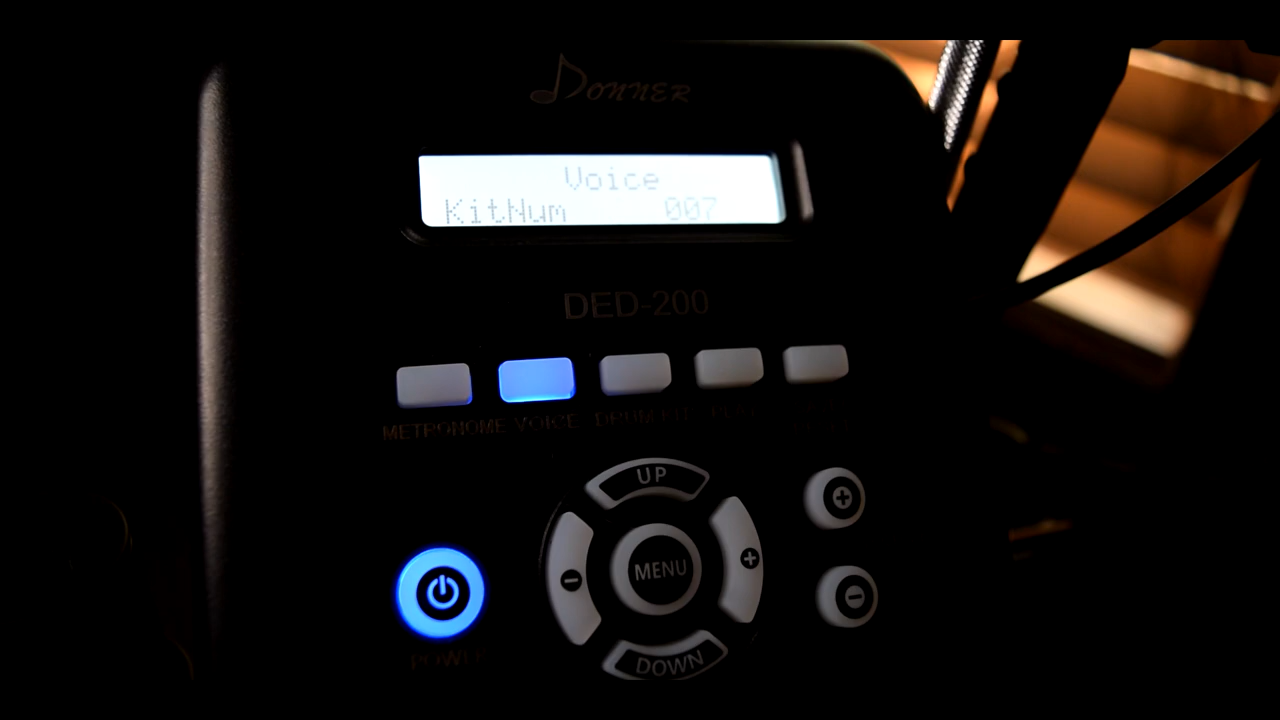 DONNER
Voice
KitNum 007
DED-200
METRONOME VOICE
UP
MENU
DOWN
POWER